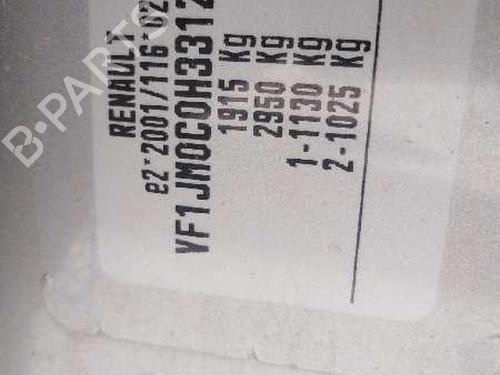 RENAULT
e2*2001/116*02
VF1JM0C0H3312
1915 Kg
2950 Kg
1-1130 Kg
2-1025 Kg
B-PARTS